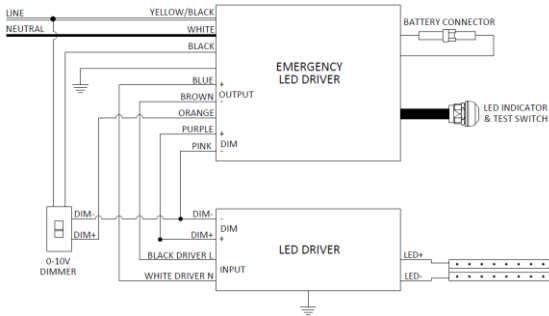 LINE
YELLOW/BLACK
NEUTRAL
WHITE
BLACK
BATTERY CONNECTOR
EMERGENCY
LED DRIVER
BLUE
+
OUTPUT
BROWN
-
ORANGE
PURPLE
+
DIM
PINK
-
LED INDICATOR
& TEST SWITCH
DIM-
DIM+
0-10V
DIMMER
DIM-
-
DIM
DIM+
+
LED DRIVER
BLACK DRIVER L
INPUT
WHITE DRIVER N
LED+
LED-